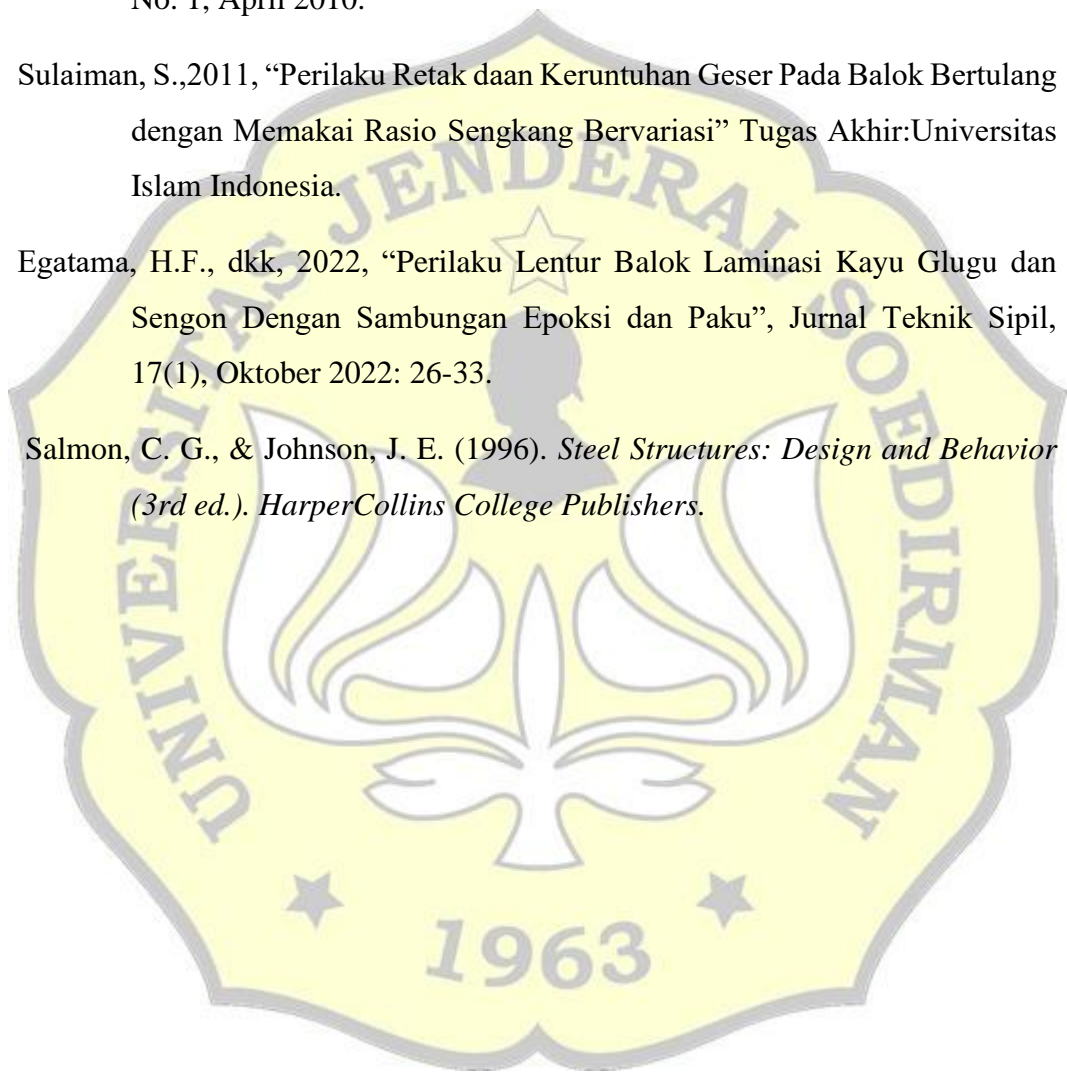 No. 1, April 2010.
Sulaiman, S.,2011, “Perilaku Retak daan Keruntuhan Geser Pada Balok Bertulang
dengan Memakai Rasio Sengkang Bervariasi” Tugas Akhir:Universitas
Islam Indonesia.
Egatama, H.F., dkk, 2022, “Perilaku Lentur Balok Laminasi Kayu Glugu dan
Sengon Dengan Sambungan Epoksi dan Paku”, Jurnal Teknik Sipil,
17(1), Oktober 2022: 26-33.
Salmon, C. G., & Johnson, J. E. (1996). Steel Structures: Design and Behavior
(3rd ed.). HarperCollins College Publishers.
UNIVERSITAS JENDERAL SOEDIRMAN
1963